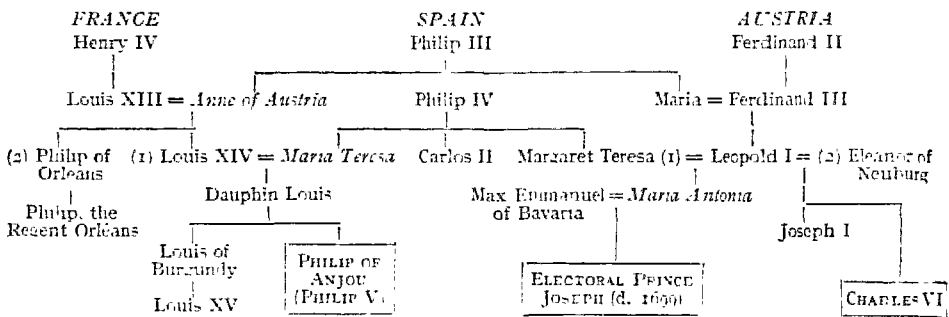 FRANCE SPAIN AUSTRIA
Henry IV Philip III Ferdinand II
Louis XIII = Anne of Austria Philip IV Maria = Ferdinand III
(2) Philip of (1) Louis XIV = Maria Teresa Carlos II Margaret Teresa (1) = Leopold I = (2) Eleanor of
Orleans Neuburg
Dauphin Louis Max Emmanuel = Maria Antonia
of Bavaria
Philip, the
Regent Orléans Joseph I
Louis of
Burgundy
PHILIP OF
ANJOU
(PHILIP V)
ELECTORAL PRINCE
JOSEPH (d. 1699)
Louis XV CHARLES VI